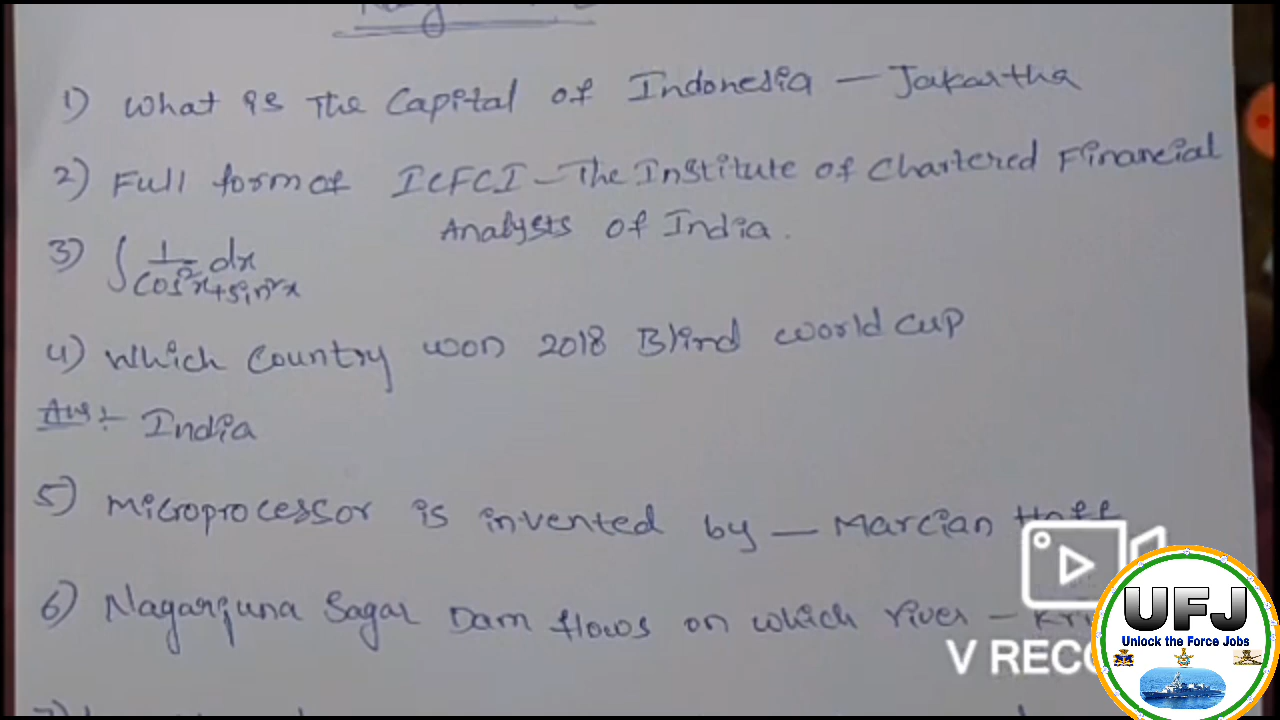 1) What is The Capital of Indonesia – Jakartha
2) Full form of ICFCI – The Institute of Chartered Financial
Analysts of India.
3) ∫ 1/(Cos²x+Sin²x) dx
4) Which Country won 2018 Blind world cup
Ans:- India
5) Microprocessor is invented by – Marcian Hoff
6) Nagarjuna Sagar Dam flows on which river –
V RECO
UFJ
Unlock the Force Jobs